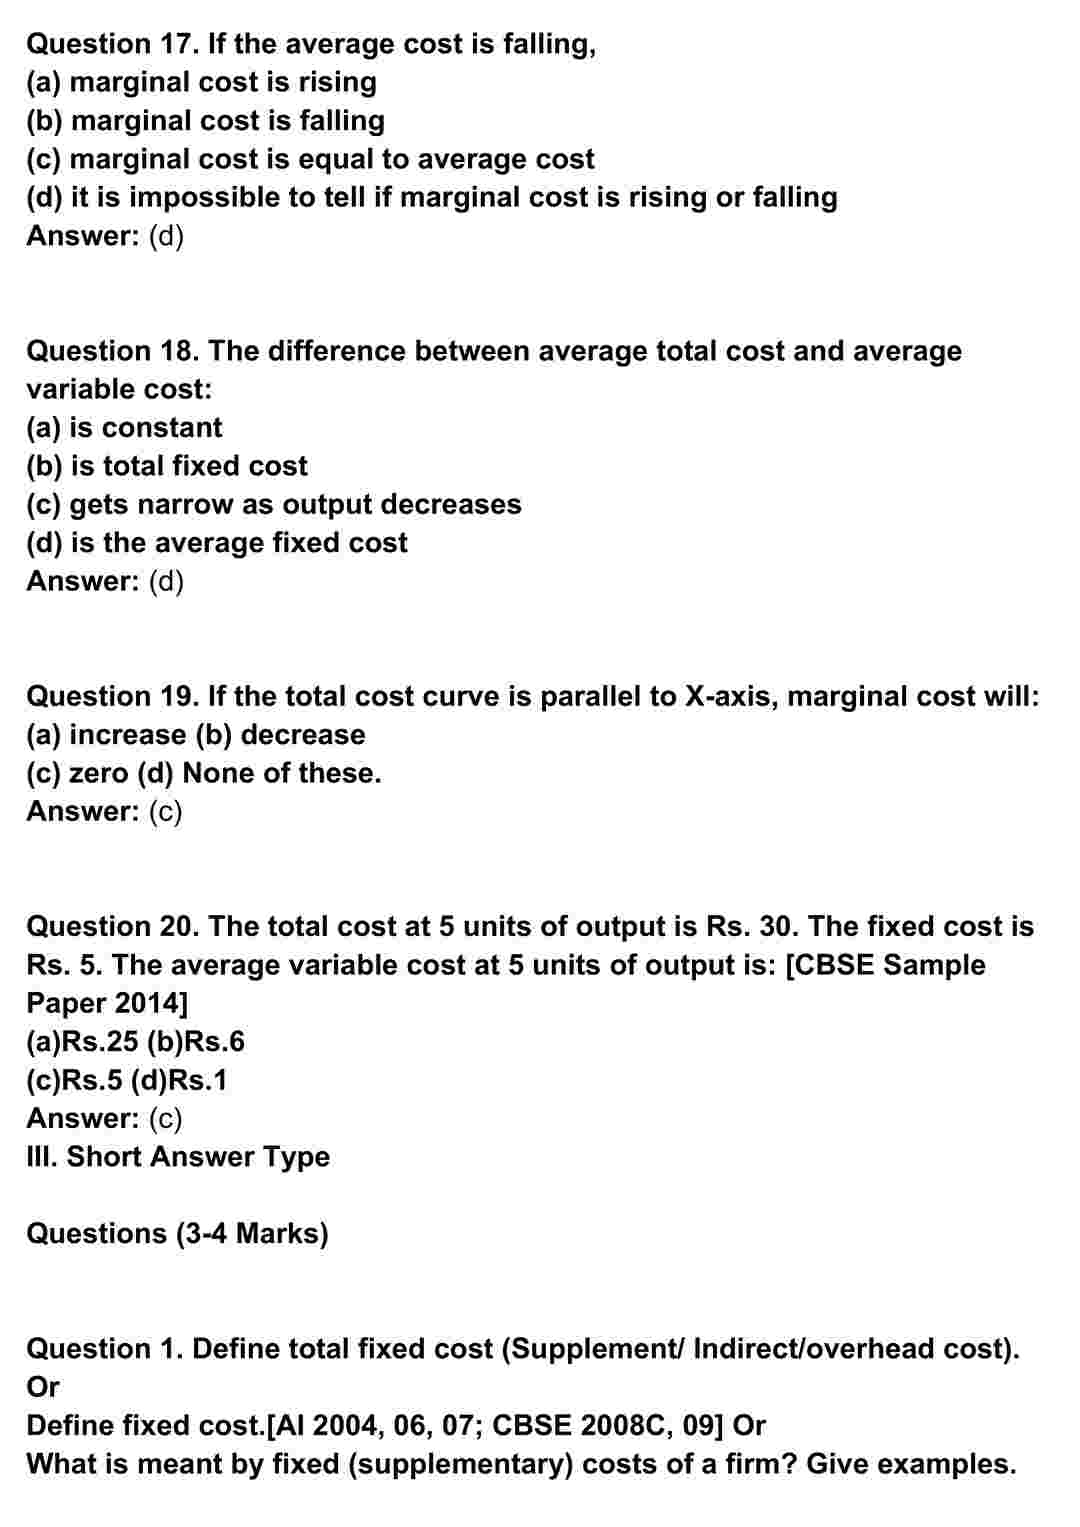 Question 17. If the average cost is falling,
(a) marginal cost is rising
(b) marginal cost is falling
(c) marginal cost is equal to average cost
(d) it is impossible to tell if marginal cost is rising or falling
Answer: (d)
Question 18. The difference between average total cost and average
variable cost:
(a) is constant
(b) is total fixed cost
(c) gets narrow as output decreases
(d) is the average fixed cost
Answer: (d)
Question 19. If the total cost curve is parallel to X-axis, marginal cost will:
(a) increase (b) decrease
(c) zero (d) None of these.
Answer: (c)
Question 20. The total cost at 5 units of output is Rs. 30. The fixed cost is
Rs. 5. The average variable cost at 5 units of output is: [CBSE Sample
Paper 2014]
(a)Rs.25 (b)Rs.6
(c)Rs.5 (d)Rs.1
Answer: (c)
III. Short Answer Type
Questions (3-4 Marks)
Question 1. Define total fixed cost (Supplement/ Indirect/overhead cost).
Or
Define fixed cost.[AI 2004, 06, 07; CBSE 2008C, 09] Or
What is meant by fixed (supplementary) costs of a firm? Give examples.